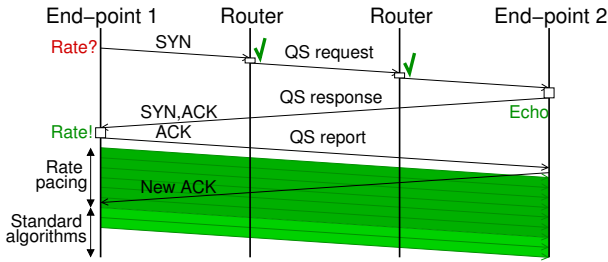 End-point 1 Router Router End-point 2
Rate? SYN QS request
QS response
SYN,ACK Echo
Rate! ACK QS report
Rate
pacing
New ACK
Standard
algorithms